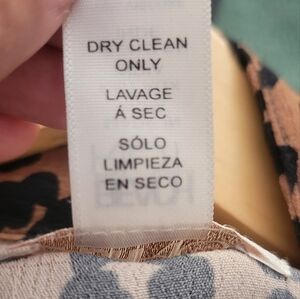 DRY CLEAN
ONLY
LAVAGE
Á SEC
SÓLO
LIMPIEZA
EN SECO